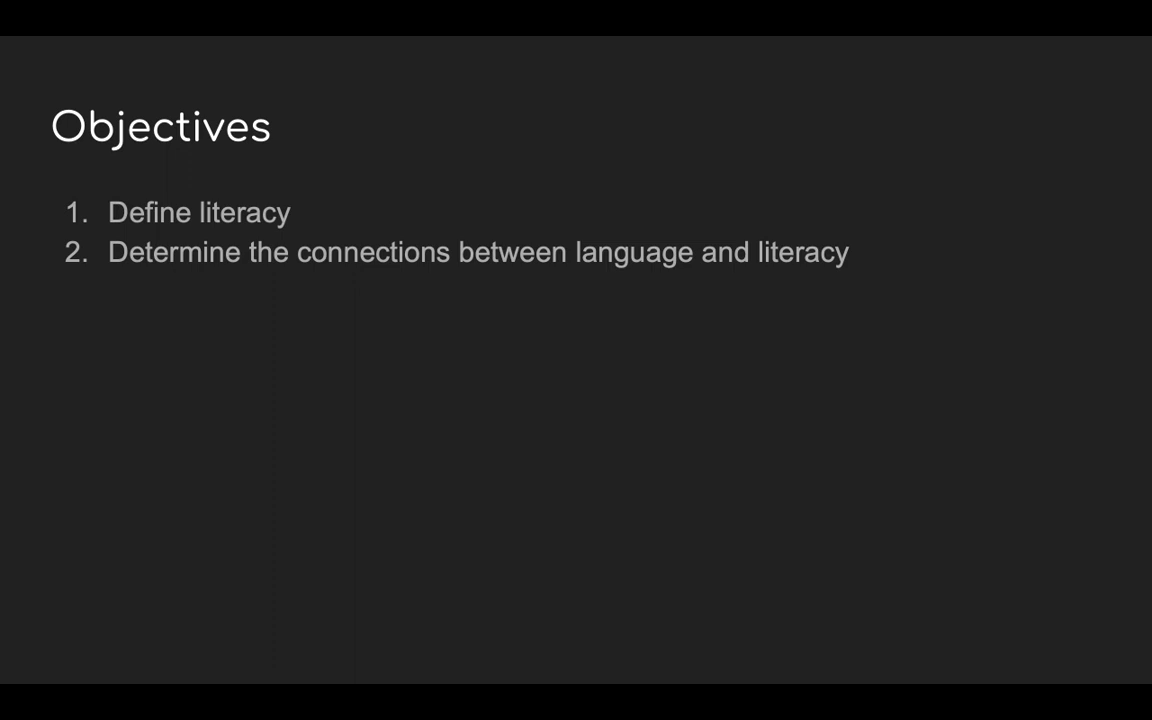 Objectives
1. Define literacy
2. Determine the connections between language and literacy